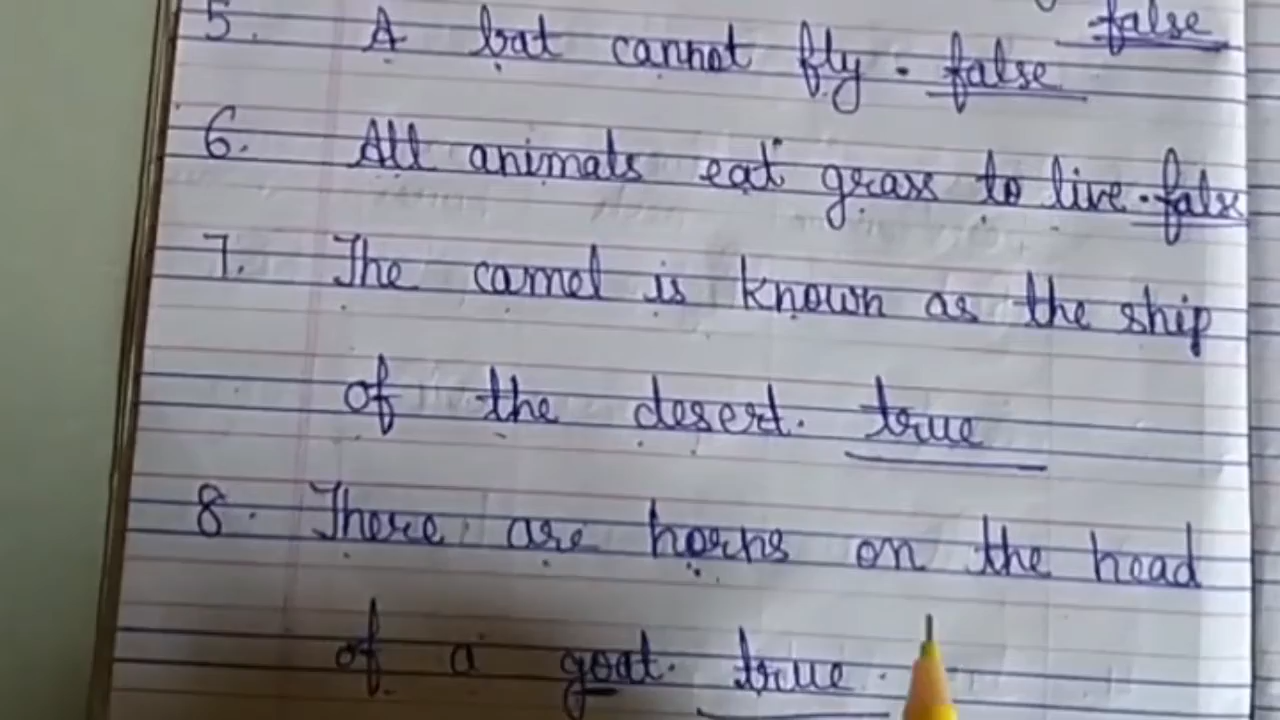 false
5. A bat cannot fly. false
6. All animals eat grass to live. false
7. The camel is known as the ship
of the desert. true
8. There are horns on the head
of a goat. true.